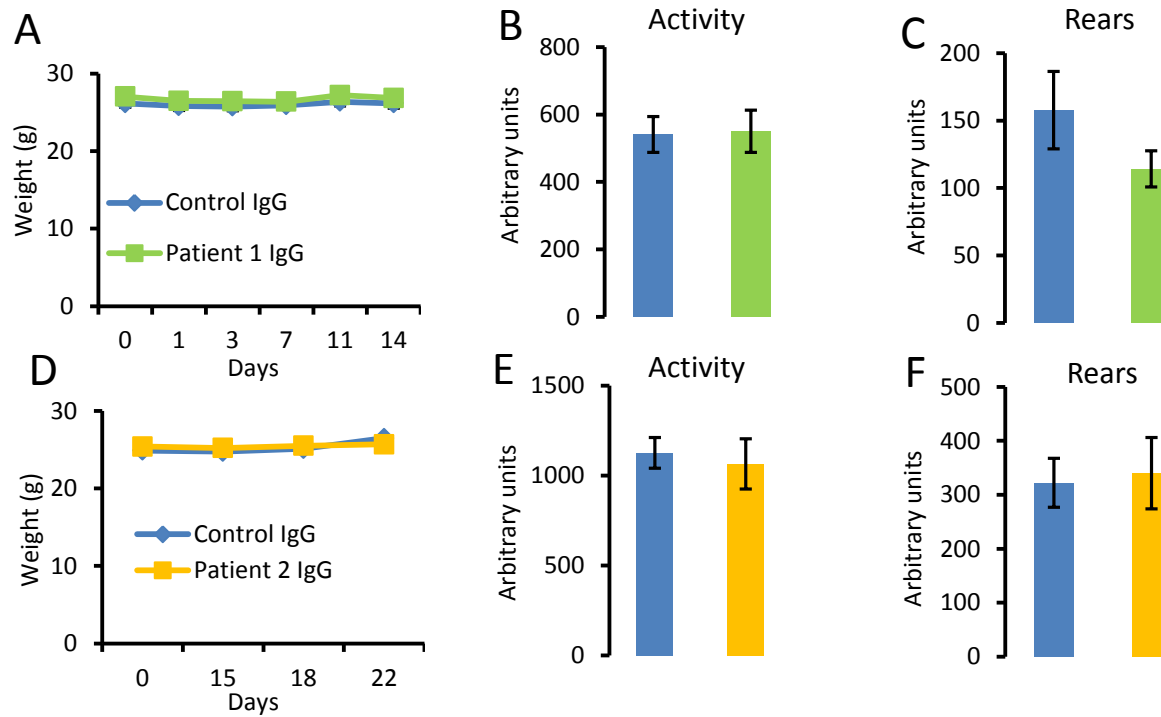 A
Weight (g)
30
20
10
0
Control IgG
Patient 1 IgG
0 1 3 7 11 14
Days
B
Activity
Arbitrary units
800
600
400
200
0
C
Rears
Arbitrary units
200
150
100
50
0
D
Weight (g)
30
20
10
0
Control IgG
Patient 2 IgG
0 15 18 22
Days
E
Activity
Arbitrary units
1500
1000
500
0
F
Rears
Arbitrary units
500
400
300
200
100
0